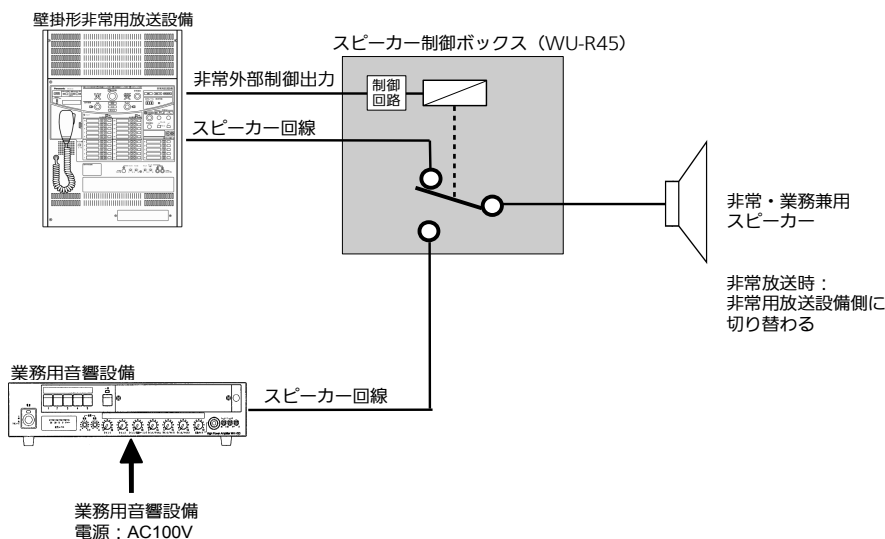 壁掛形非常用放送設備
スピーカー制御ボックス（WU-R45）
非常外部制御出力
制御
回路
スピーカー回線
非常・業務兼用
スピーカー
非常放送時：
非常用放送設備側に
切り替わる
業務用音響設備
スピーカー回線
業務用音響設備
電源：AC100V